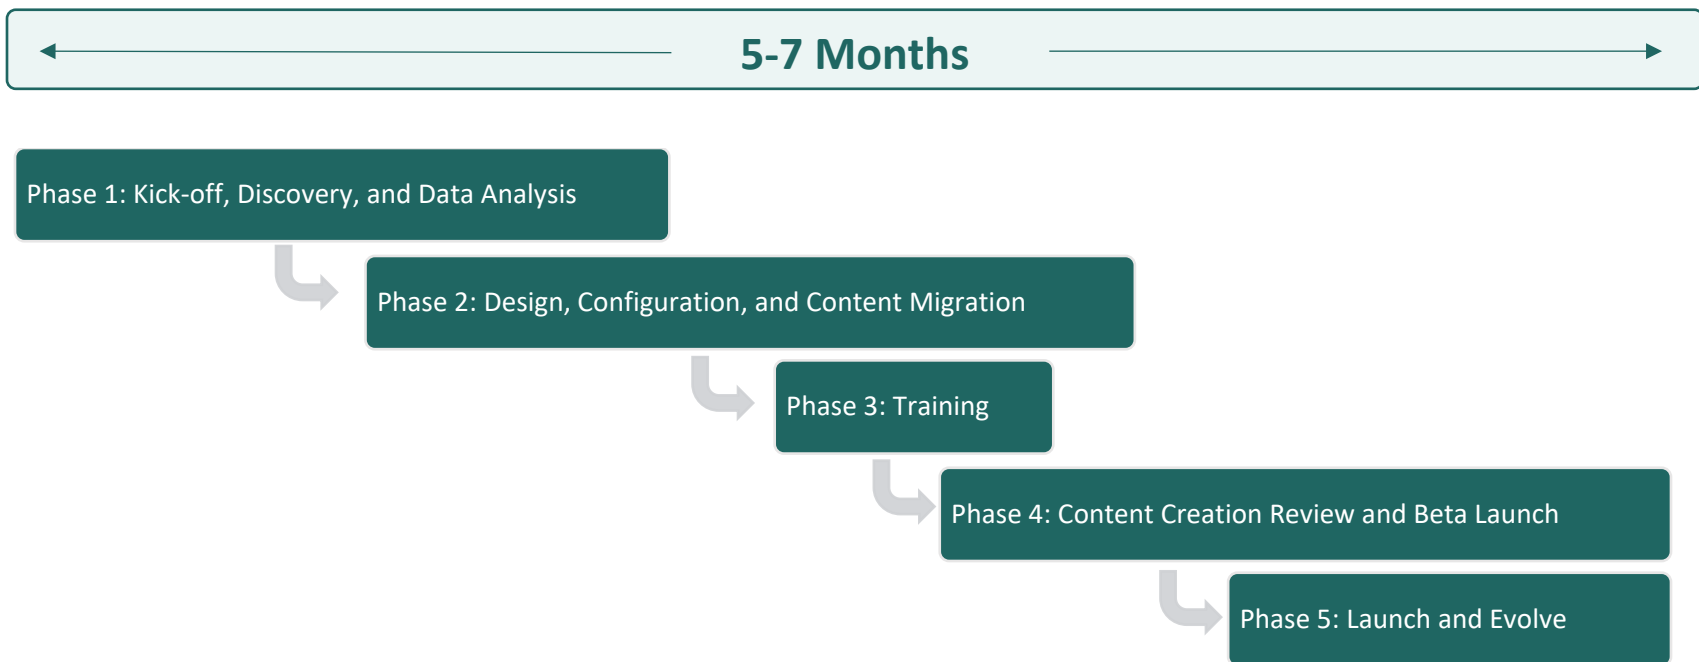 5-7 Months
Phase 1: Kick-off, Discovery, and Data Analysis
Phase 2: Design, Configuration, and Content Migration
Phase 3: Training
Phase 4: Content Creation Review and Beta Launch
Phase 5: Launch and Evolve